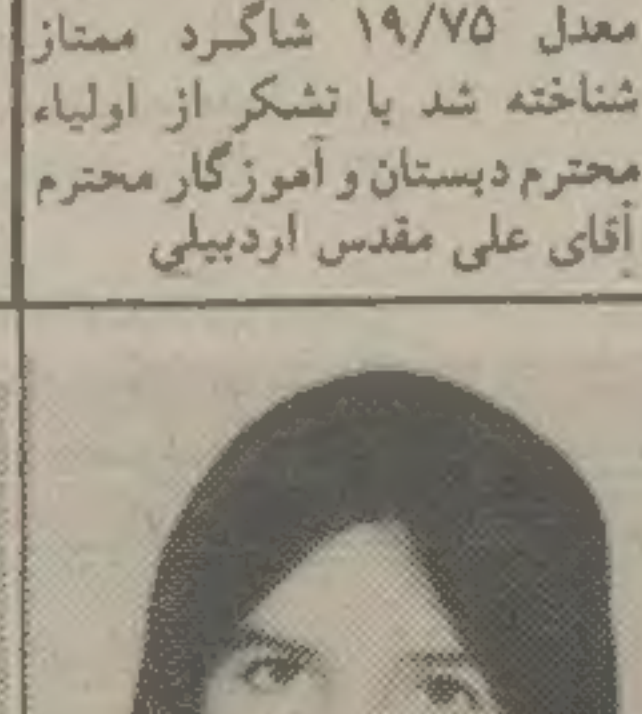 معدل ۱۹/۷۵ شاگرد ممتاز
شناخته شد با تشکر از اولیاء
محترم دبستان و آموزگار محترم
آقای علی مقدس اردبیلی